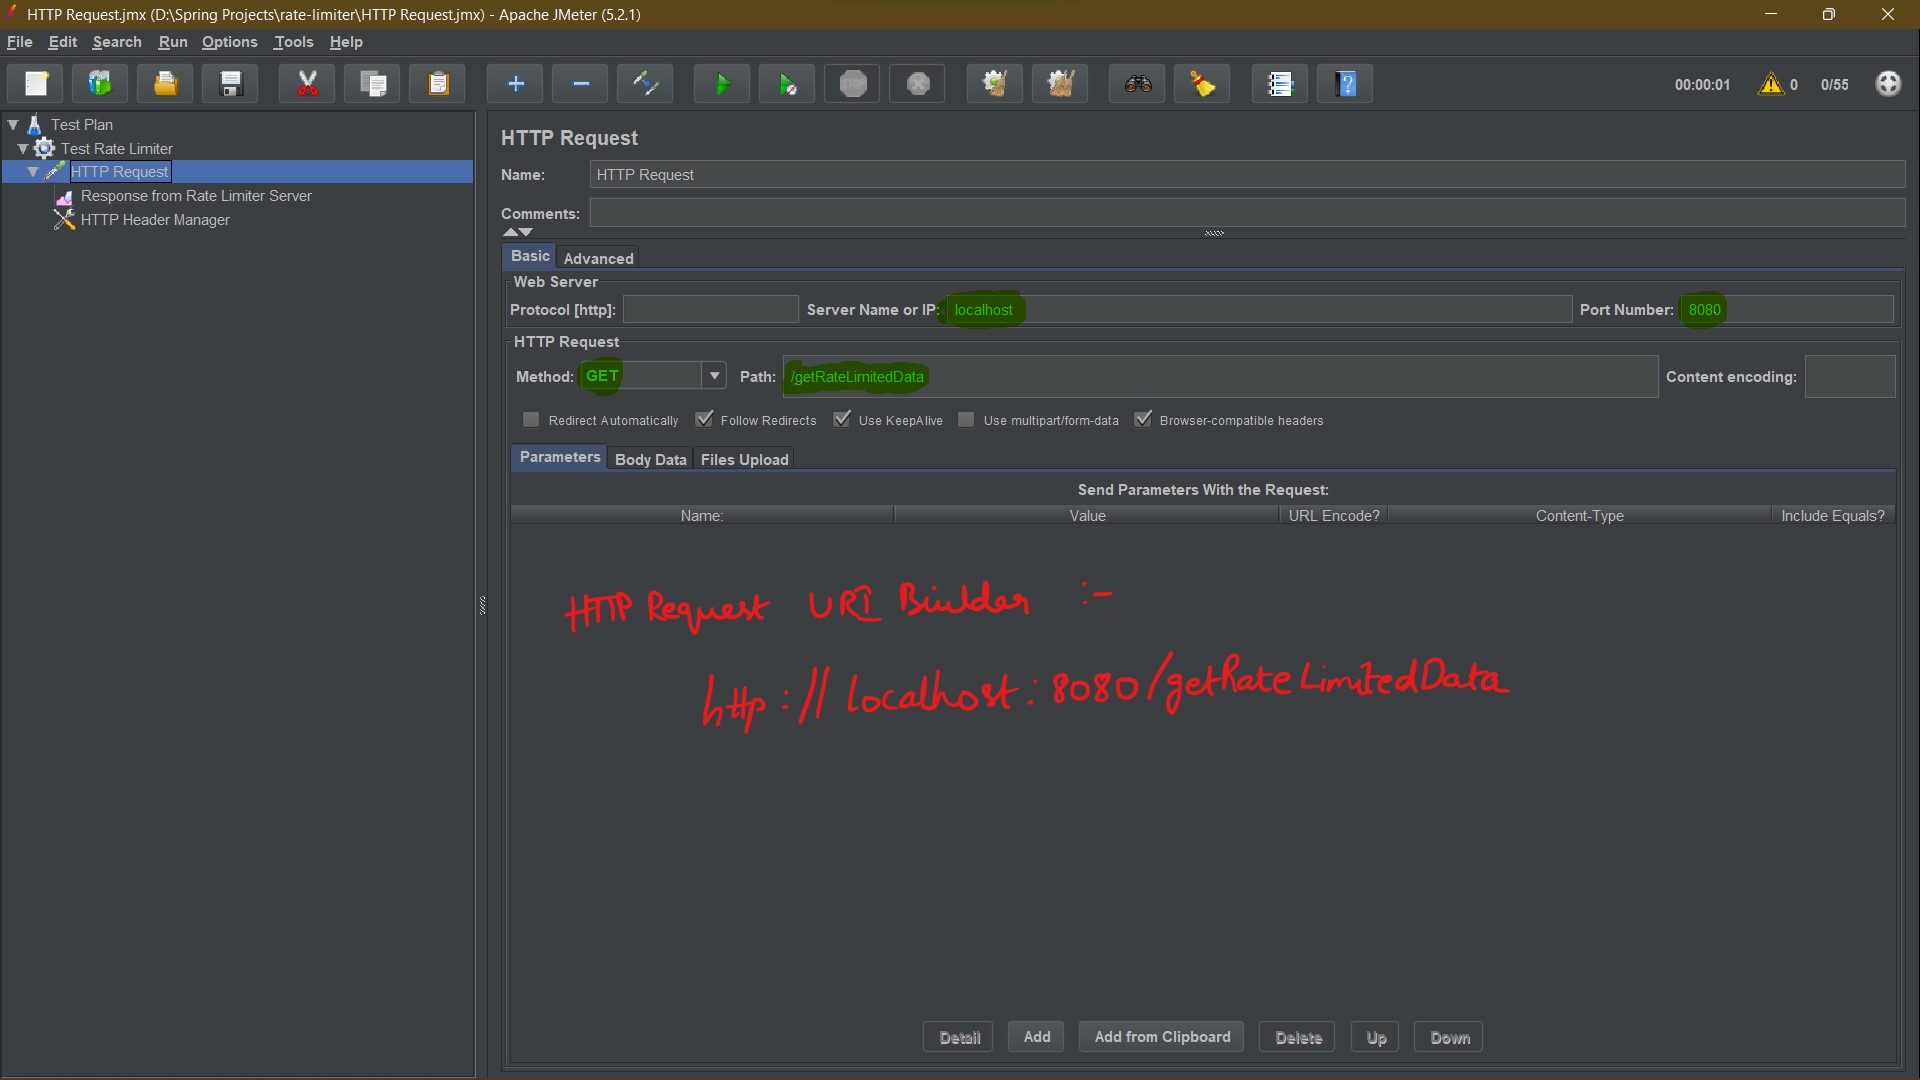 HTTP Request.jmx (D:\Spring Projects\rate-limiter\HTTP Request.jmx) - Apache JMeter (5.2.1)
File Edit Search Run Options Tools Help
00:00:01 0 0/55
Test Plan
Test Rate Limiter
HTTP Request
Response from Rate Limiter Server
HTTP Header Manager
HTTP Request
Name: HTTP Request
Comments:
Basic Advanced
Web Server
Protocol [http]: Server Name or IP: localhost Port Number: 8080
HTTP Request
Method: GET Path: /getRateLimitedData Content encoding:
Redirect Automatically Follow Redirects Use KeepAlive Use multipart/form-data Browser-compatible headers
Parameters Body Data Files Upload
Send Parameters With the Request:
Name: Value URL Encode? Content-Type Include Equals?
HTTP Request URI Builder :-
http://localhost:8080/getRateLimitedData
Detail Add Add from Clipboard Delete Up Down